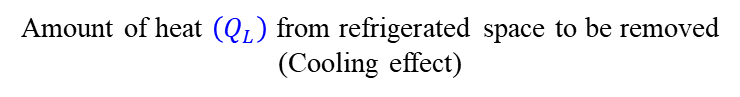 Amount of heat (Q_L) from refrigerated space to be removed
(Cooling effect)